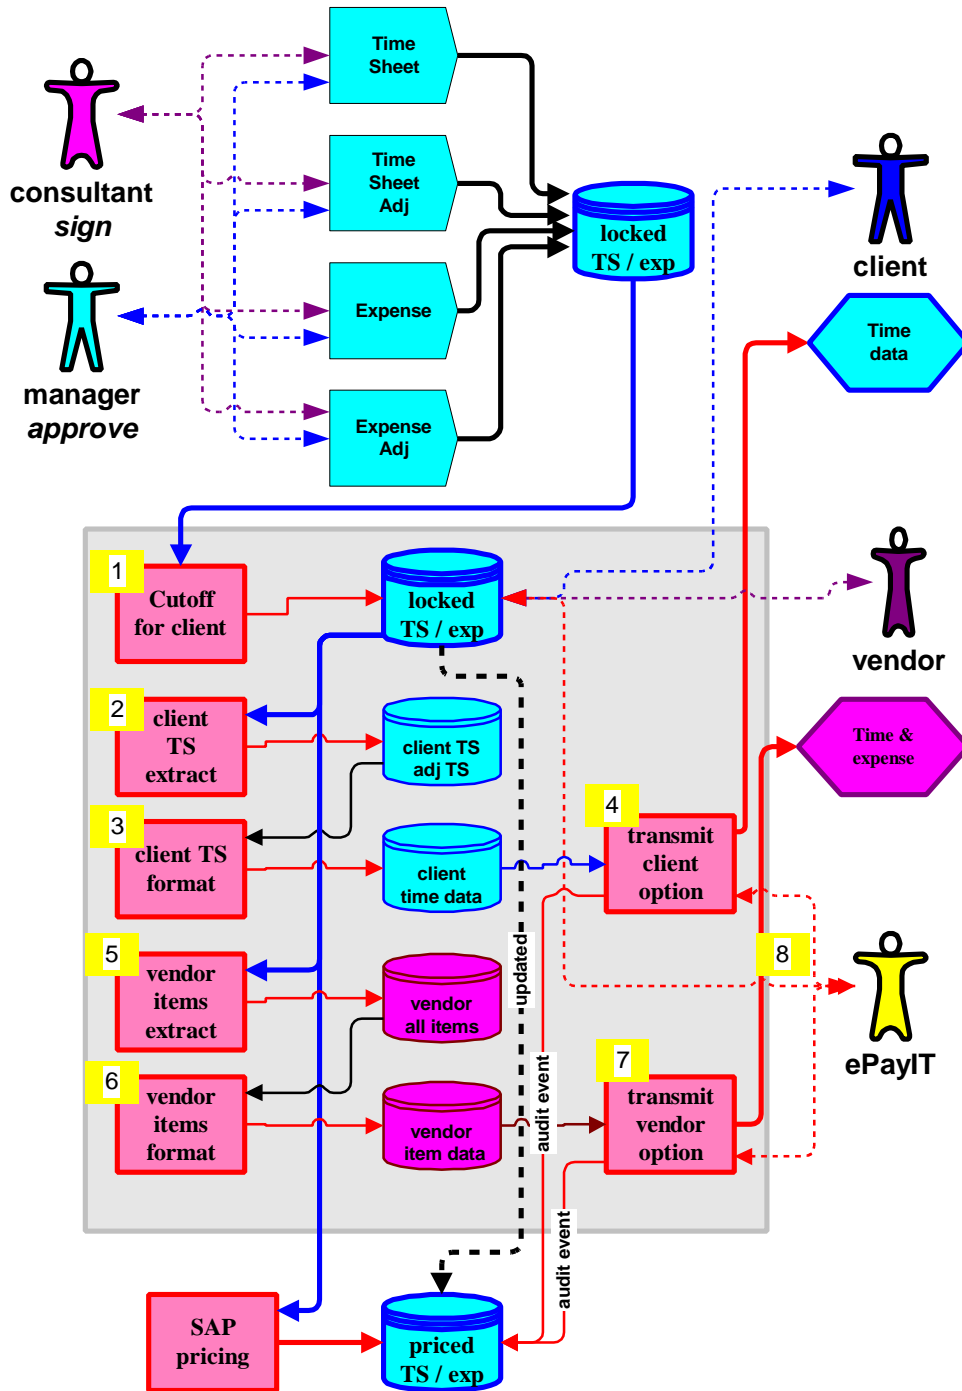 Time
Sheet
consultant
sign
Time
Sheet
Adj
locked
TS / exp
client
Expense
Time
data
manager
approve
Expense
Adj
1
Cutoff
for client
locked
TS / exp
vendor
2
client
TS
extract
client TS
adj TS
Time &
expense
3
client TS
format
client
time data
4
transmit
client
option
updated
5
vendor
items
extract
vendor
all items
8
ePayIT
6
vendor
items
format
vendor
item data
audit event
7
transmit
vendor
option
audit event
SAP
pricing
priced
TS / exp